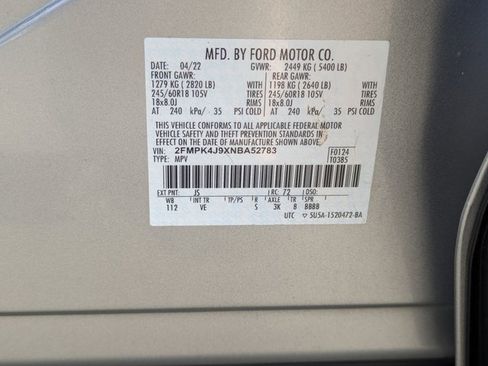 MFD. BY FORD MOTOR CO.
DATE: 04/22 GVWR: 2449 KG ( 5400 LB)
FRONT GAWR: REAR GAWR:
1279 KG ( 2820 LB) WITH 1198 KG ( 2640 LB) WITH
245/60R18 105V TIRES 245/60R18 105V TIRES
18x8.0J RIMS 18x8.0J RIMS
AT 240 kPa/ 35 PSI COLD AT 240 kPa/ 35 PSI COLD
THIS VEHICLE CONFORMS TO ALL APPLICABLE FEDERAL MOTOR
VEHICLE SAFETY AND THEFT PREVENTION STANDARDS IN
EFFECT ON THE DATE OF MANUFACTURE SHOWN ABOVE.
VIN: 2FMPK4J9XNBA52783 F0124
TYPE: MPV T0385
EXT PNT: JS RC: 72 DSO:
WB INT TR TP/PS R AXLE TR SPR
112 VE S 3K 8 BBBB
UTC ▽ 5U5A-1520472-BA